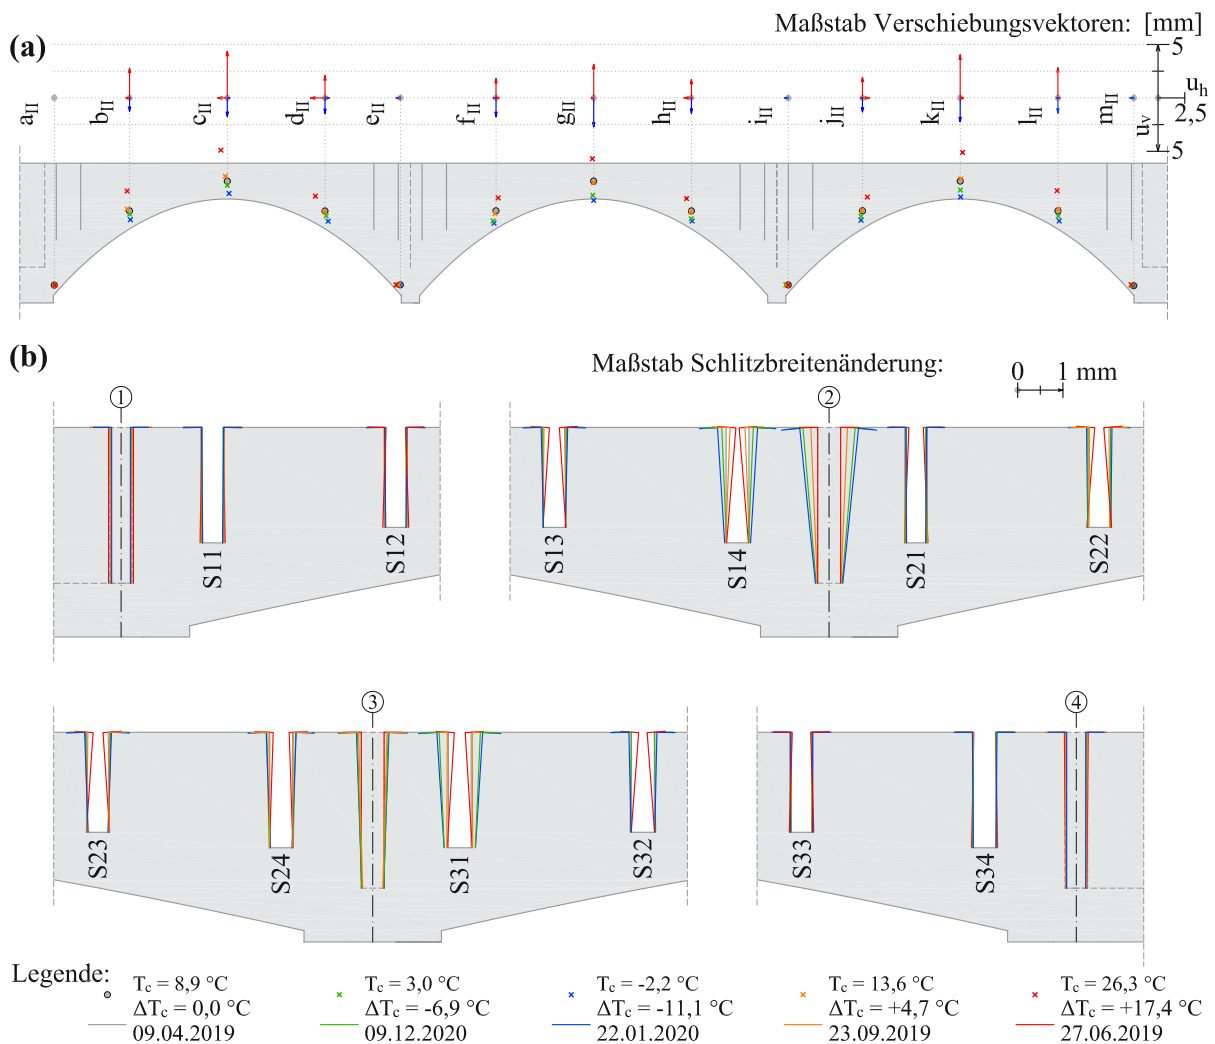 Maßstab Verschiebungsvektoren: [mm]
(a)
5
u_h
2,5
u_v
5
a_II
b_II
c_II
d_II
e_II
f_II
g_II
h_II
i_II
j_II
k_II
l_II
m_II
(b)
Maßstab Schlitzbreitenänderung:
0 1 mm
1
2
S11
S12
S13
S14
S21
S22
3
4
S23
S24
S31
S32
S33
S34
Legende:
T_c = 8,9 °C
ΔT_c = 0,0 °C
09.04.2019
T_c = 3,0 °C
ΔT_c = -6,9 °C
09.12.2020
T_c = -2,2 °C
ΔT_c = -11,1 °C
22.01.2020
T_c = 13,6 °C
ΔT_c = +4,7 °C
23.09.2019
T_c = 26,3 °C
ΔT_c = +17,4 °C
27.06.2019